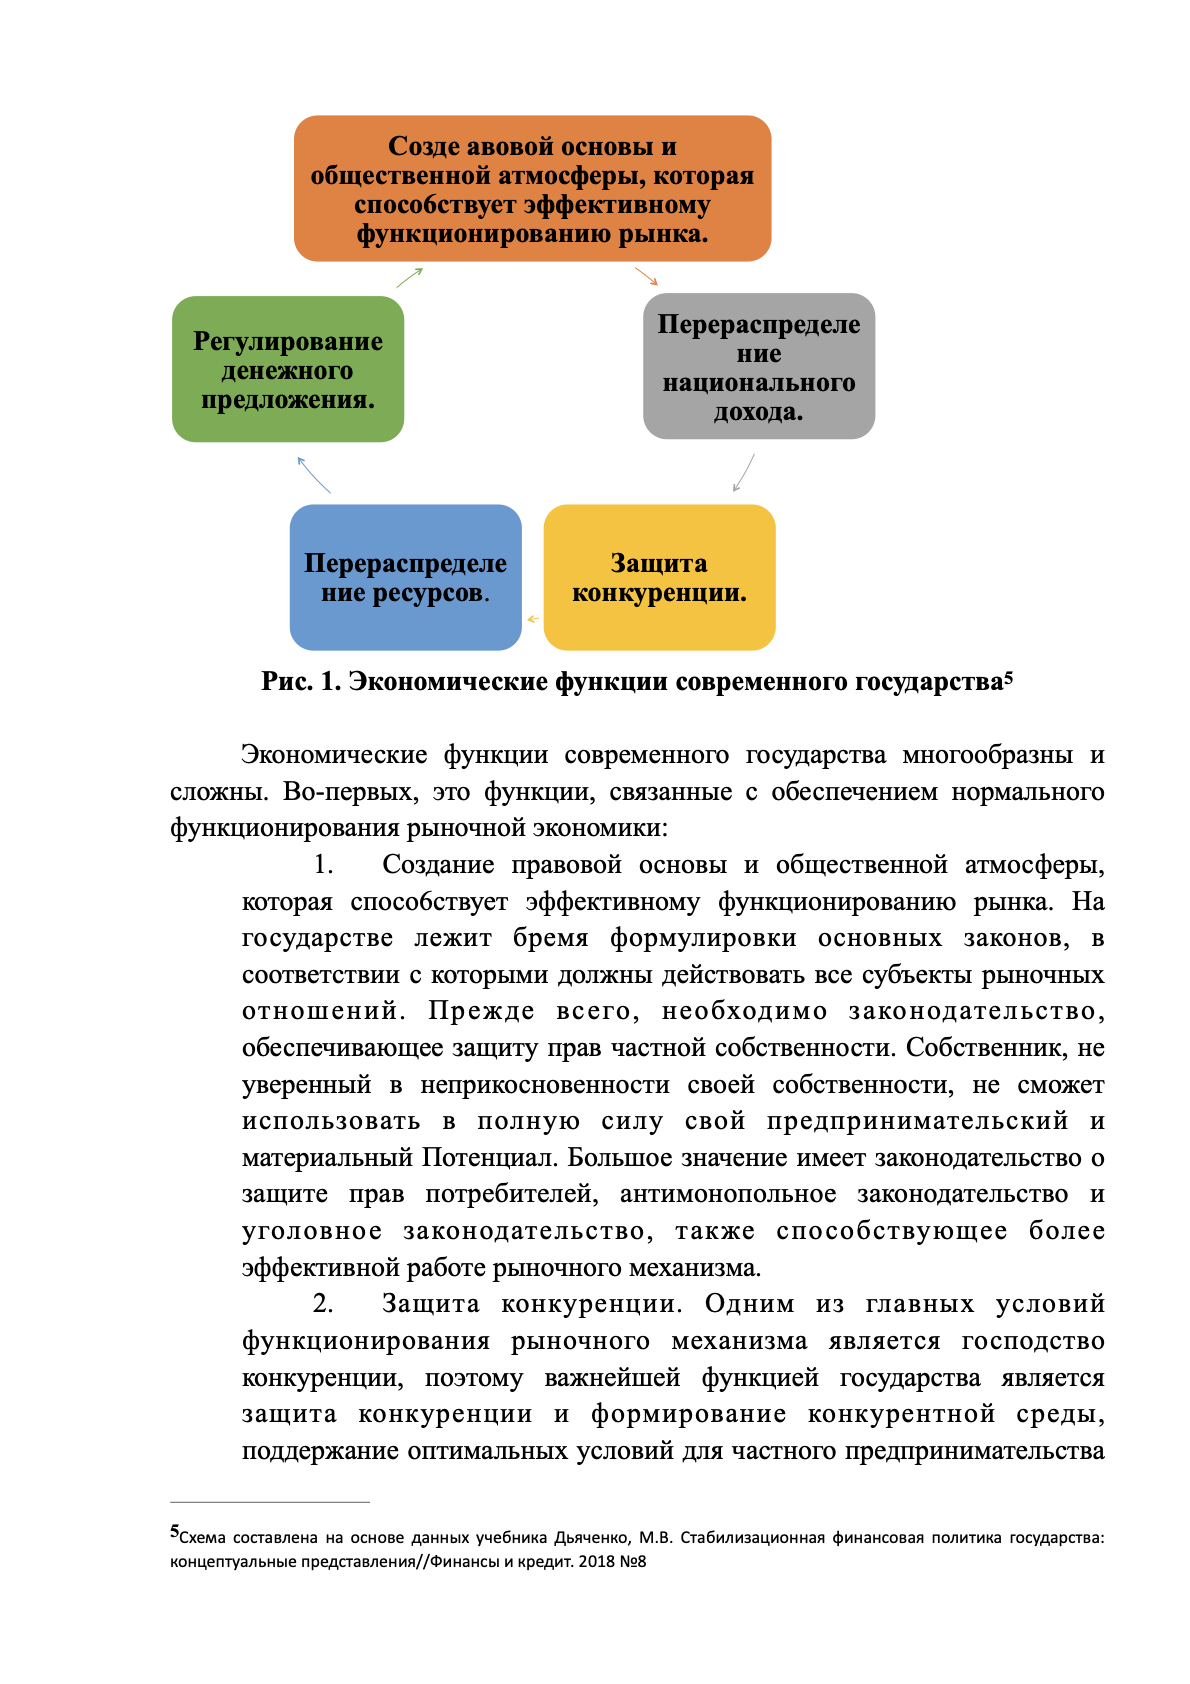 Созде авовой основы и
общественной атмосферы, которая
спосо6ствует эффективному
функционированию рынка.
Регулирование
денежного
предложения.
Перераспределе
ние
национального
дохода.
Перераспределе
ние ресурсов.
Защита
конкуренции.
Рис. 1. Экономические функции современного государства5
Экономические функции современного государства многообразны и
сложны. Во-первых, это функции, связанные с обеспечением нормального
функционирования рыночной экономики:
1. Создание правовой основы и общественной атмосферы,
которая спосо6ствует эффективному функционированию рынка. На
государстве лежит бремя формулировки основных законов, в
соответствии с которыми должны действовать все субъекты рыночных
отношений. Прежде всего, необходимо законодательство,
обеспечивающее защиту прав частной собственности. Собственник, не
уверенный в неприкосновенности своей собственности, не сможет
использовать в полную силу свой предпринимательский и
материальный Потенциал. Большое значение имеет законодательство о
защите прав потребителей, антимонопольное законодательство и
уголовное законодательство, также способствующее более
эффективной работе рыночного механизма.
2. Защита конкуренции. Одним из главных условий
функционирования рыночного механизма является господство
конкуренции, поэтому важнейшей функцией государства является
защита конкуренции и формирование конкурентной среды,
поддержание оптимальных условий для частного предпринимательства
5Схема составлена на основе данных учебника Дьяченко, М.В. Стабилизационная финансовая политика государства:
концептуальные представления//Финансы и кредит. 2018 №8